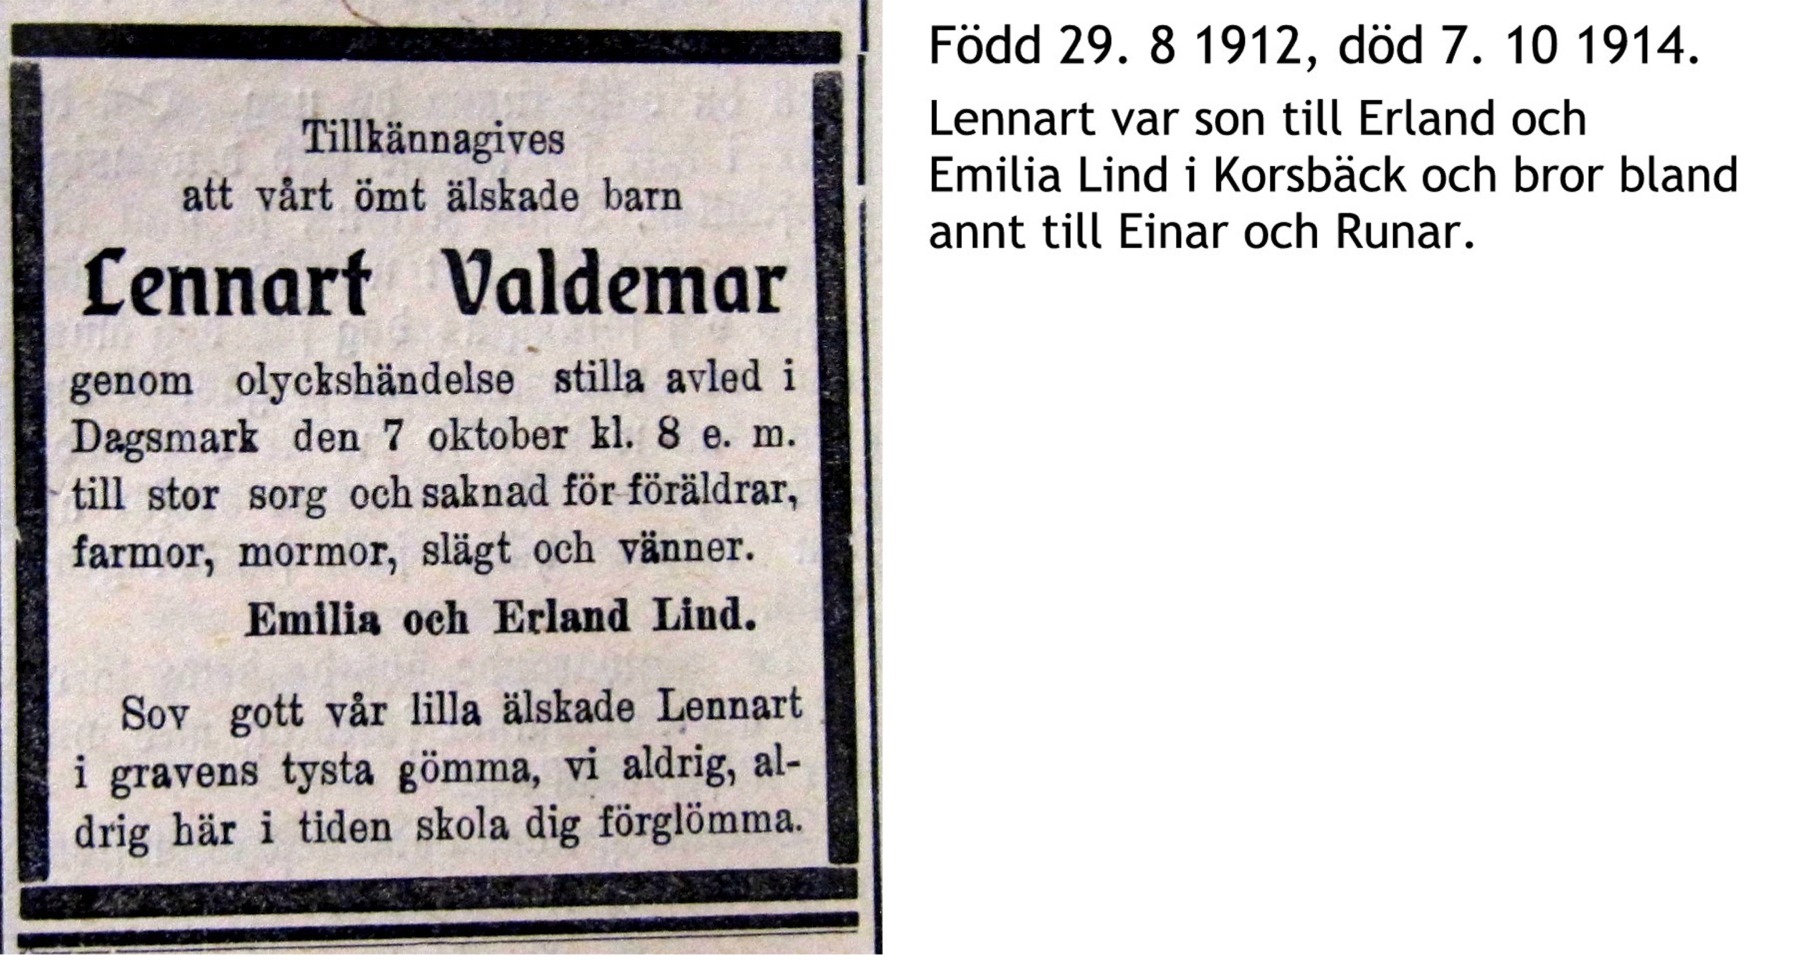 Tillkännagives
att vårt ömt älskade barn
Lennart Valdemar
genom olyckshändelse stilla avled i
Dagsmark den 7 oktober kl. 8 e. m.
till stor sorg och saknad för föräldrar,
farmor, mormor, slägt och vänner.
Emilia och Erland Lind.
Sov gott vår lilla älskade Lennart
i gravens tysta gömma, vi aldrig, al-
drig här i tiden skola dig förglömma.
Född 29. 8 1912, död 7. 10 1914.
Lennart var son till Erland och
Emilia Lind i Korsbäck och bror bland
annt till Einar och Runar.